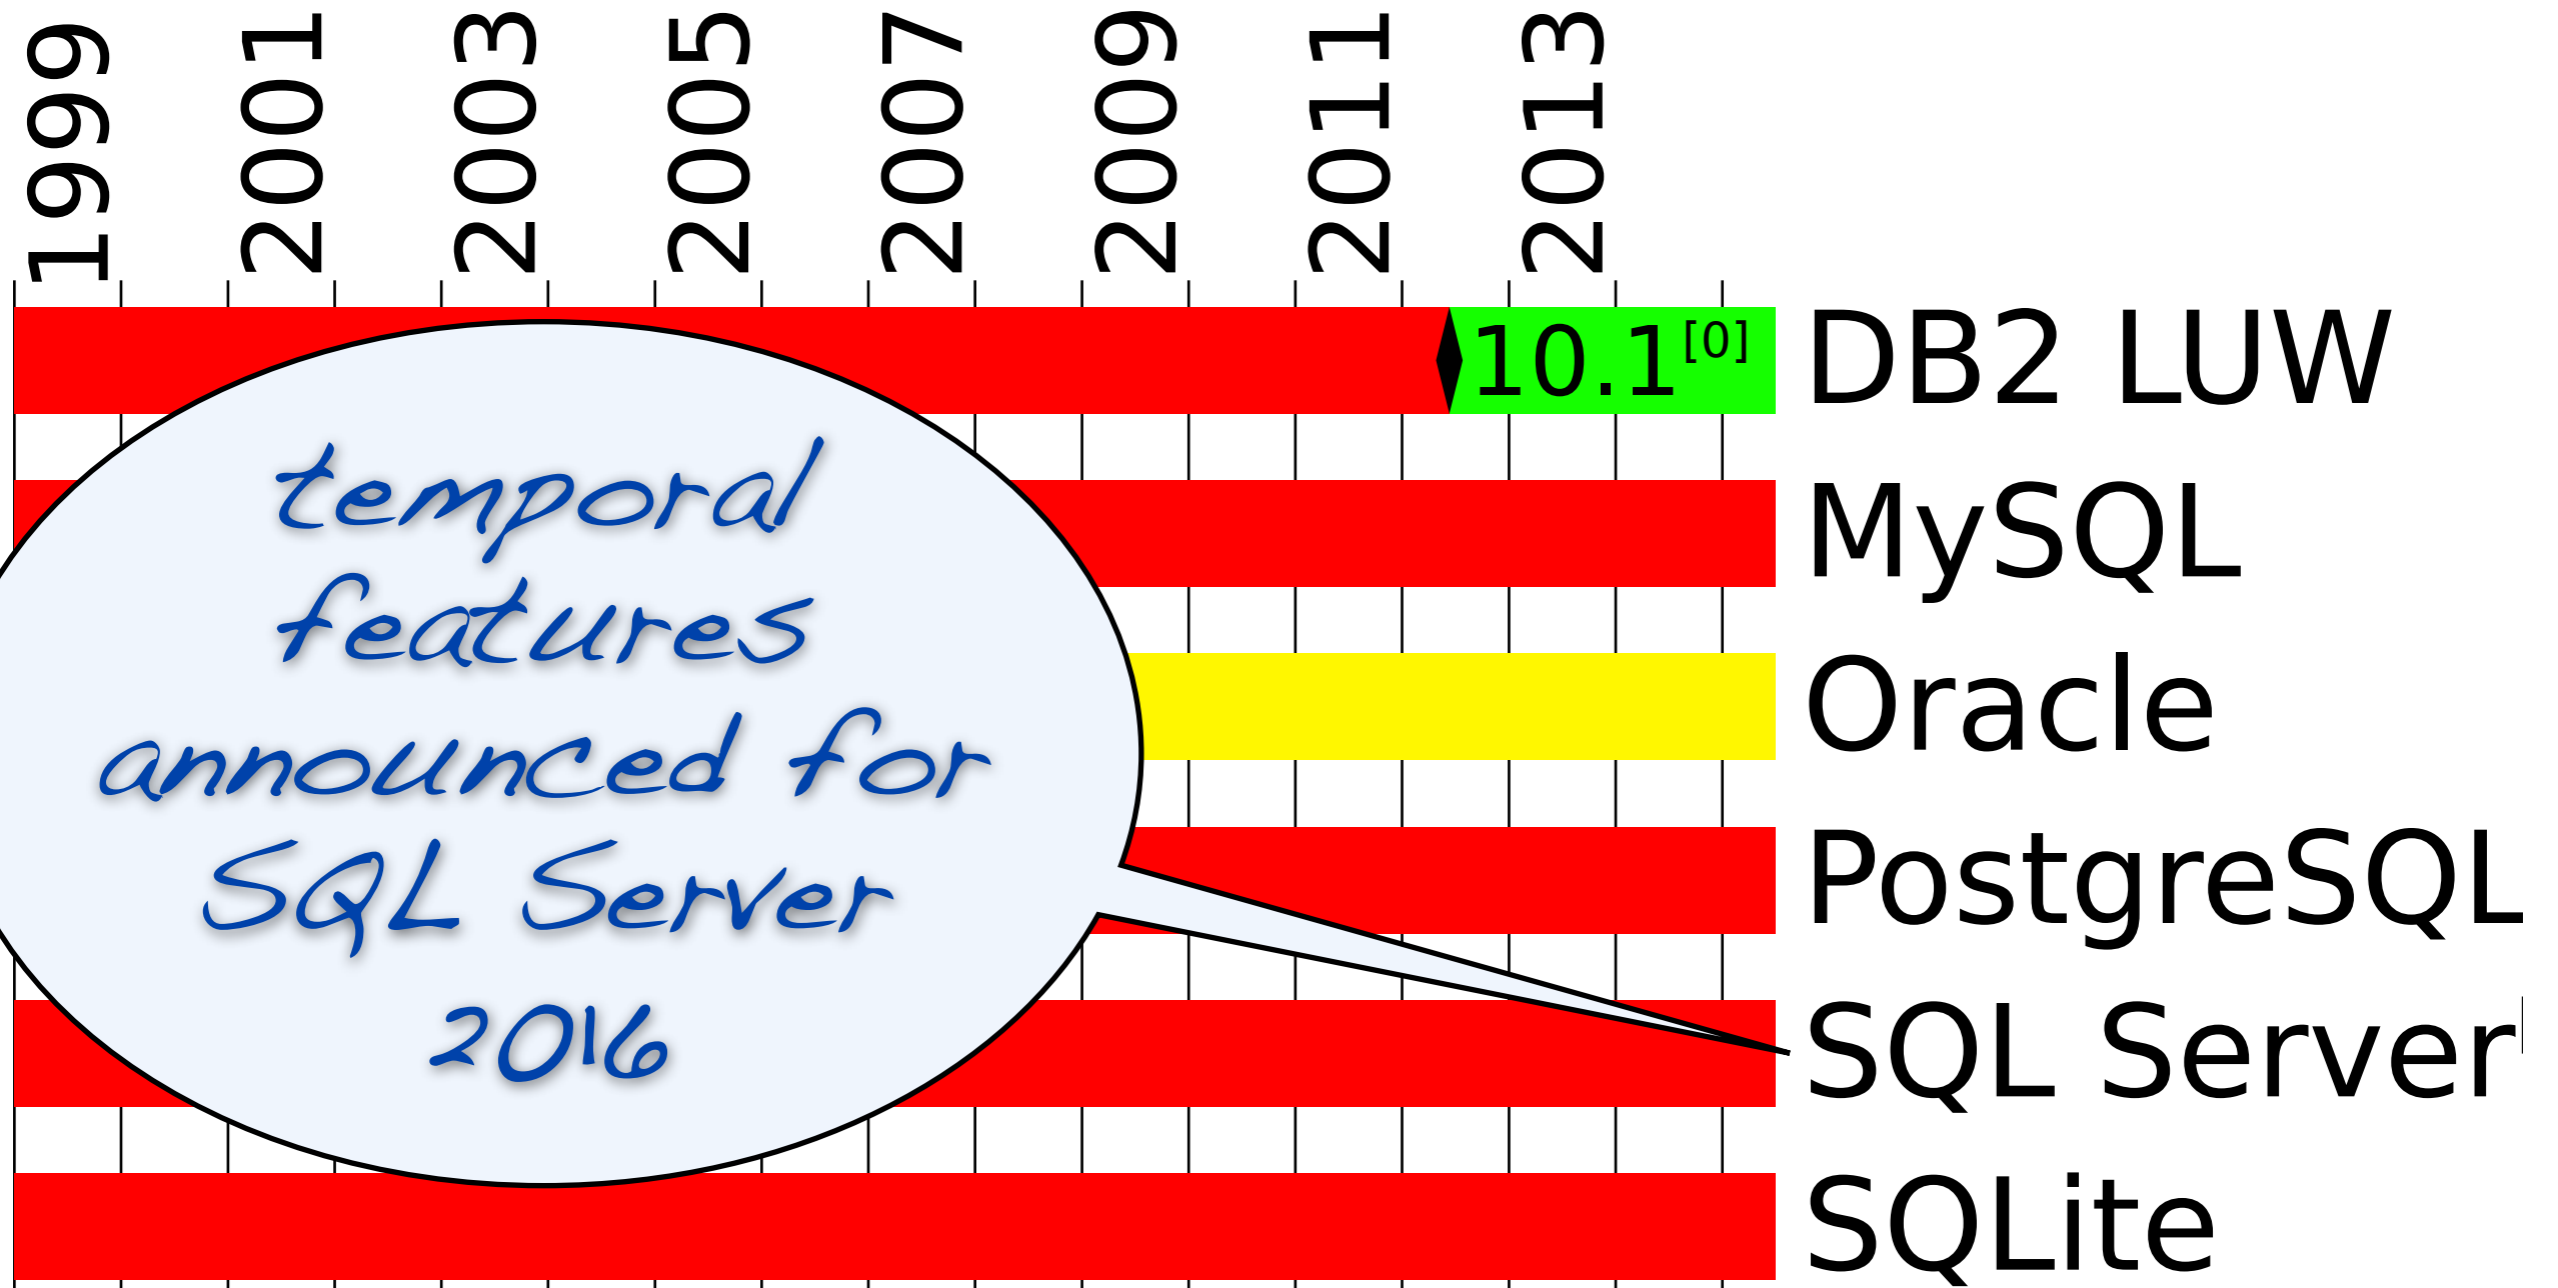 1999
2001
2003
2005
2007
2009
2011
2013
10.1[0]
DB2 LUW
MySQL
Oracle
PostgreSQL
SQL Server
SQLite
temporal
features
announced for
SQL Server
2016